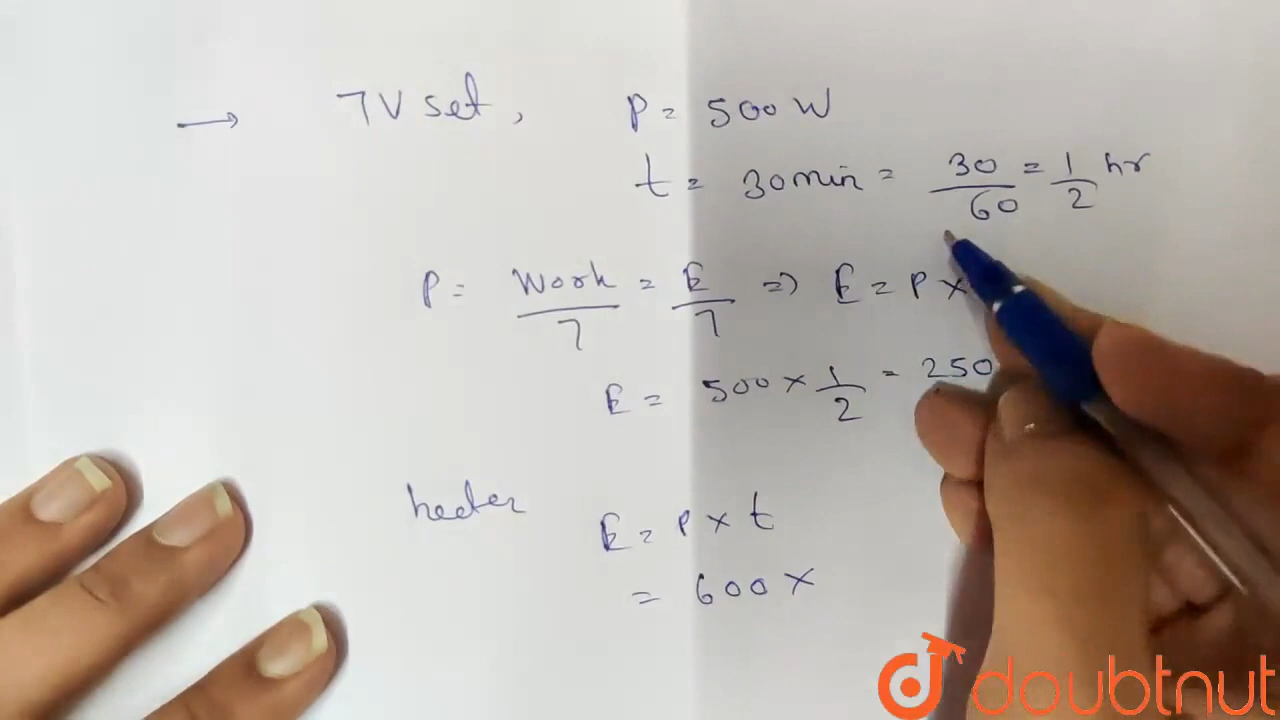 → TV set, P = 500 W
t = 30 min = 30/60 = 1/2 hr
P = Work/T = E/T ⇒ E = P ×
E = 500 × 1/2 = 250
heater E = P × t
= 600 ×
doubtnut